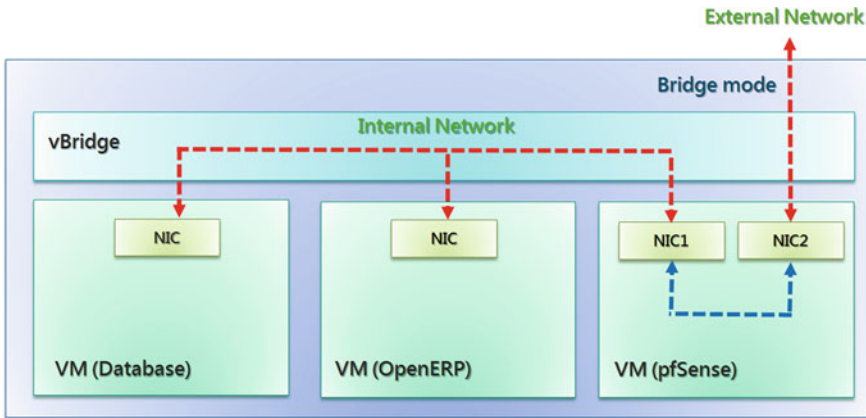 External Network
Bridge mode
Internal Network
vBridge
NIC
NIC
NIC1
NIC2
VM (Database)
VM (OpenERP)
VM (pfSense)